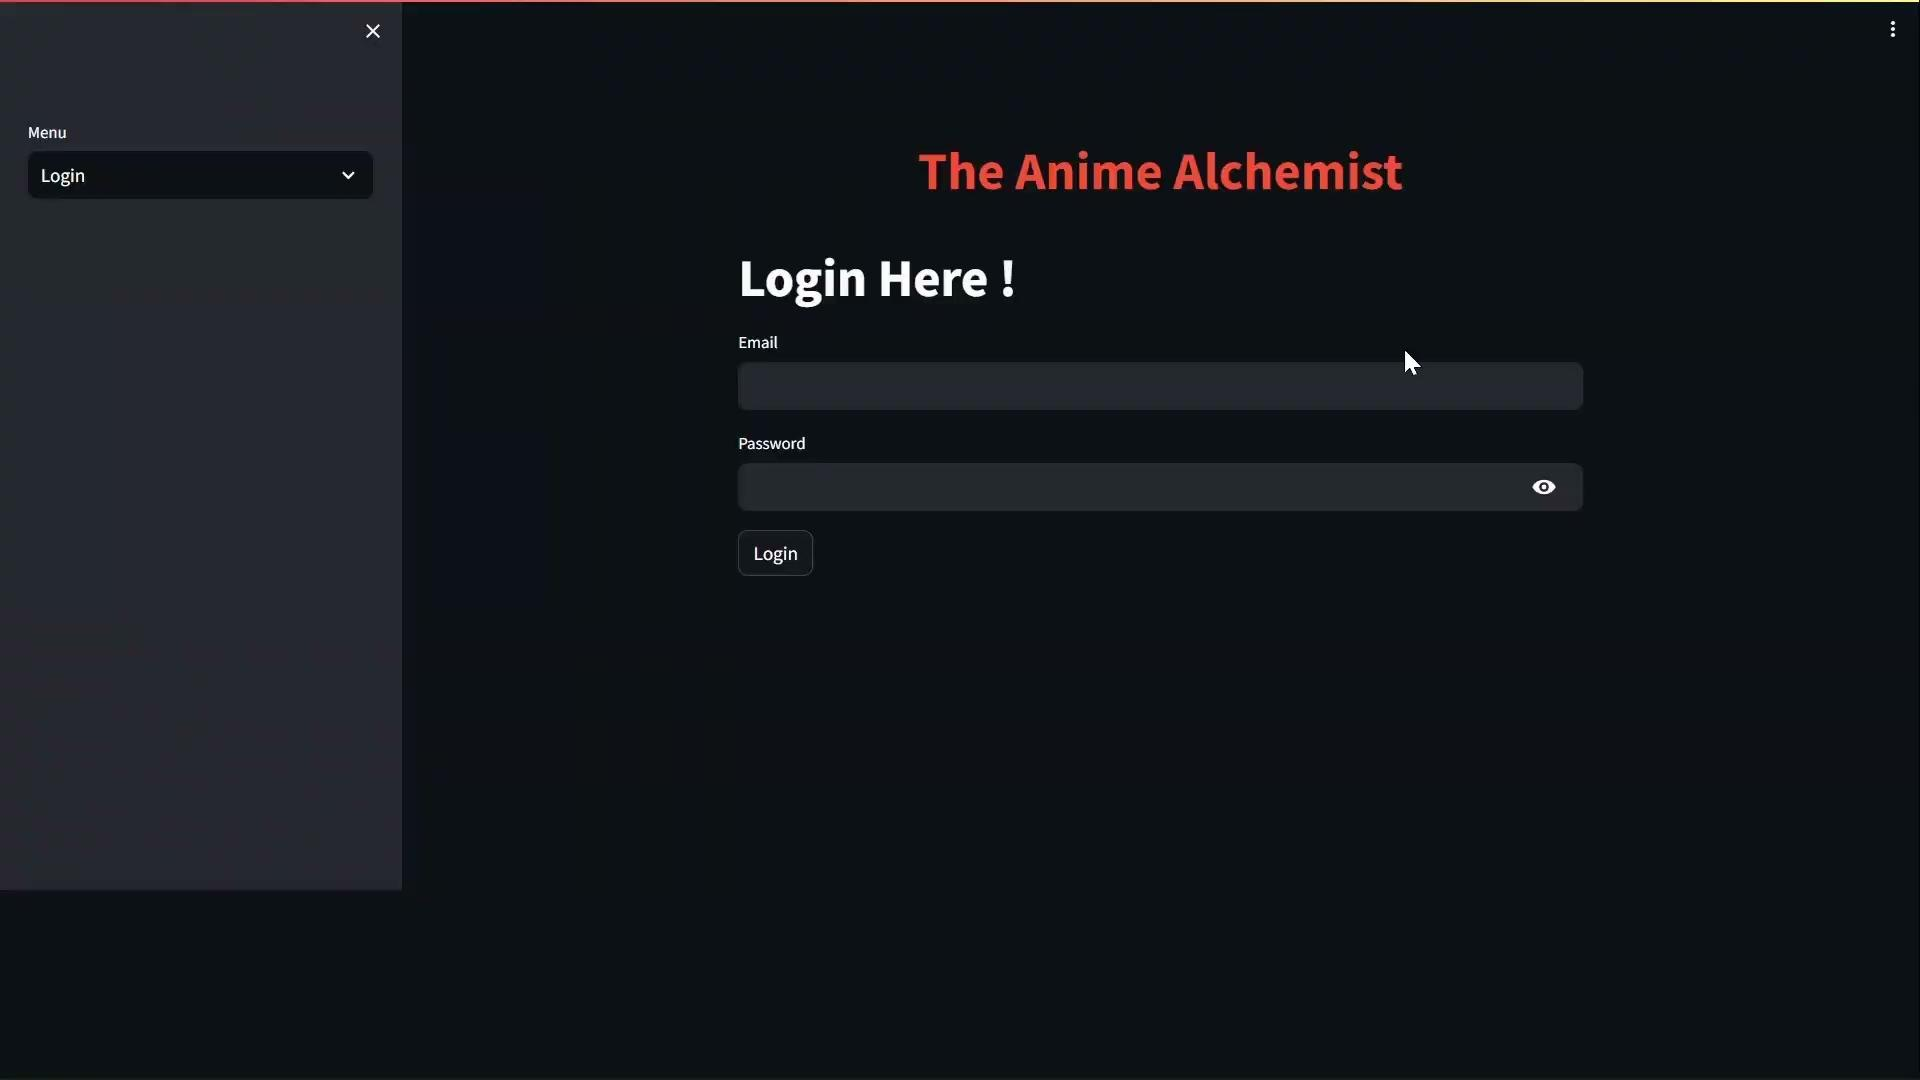 Menu
Login
The Anime Alchemist
Login Here !
Email
Password
Login